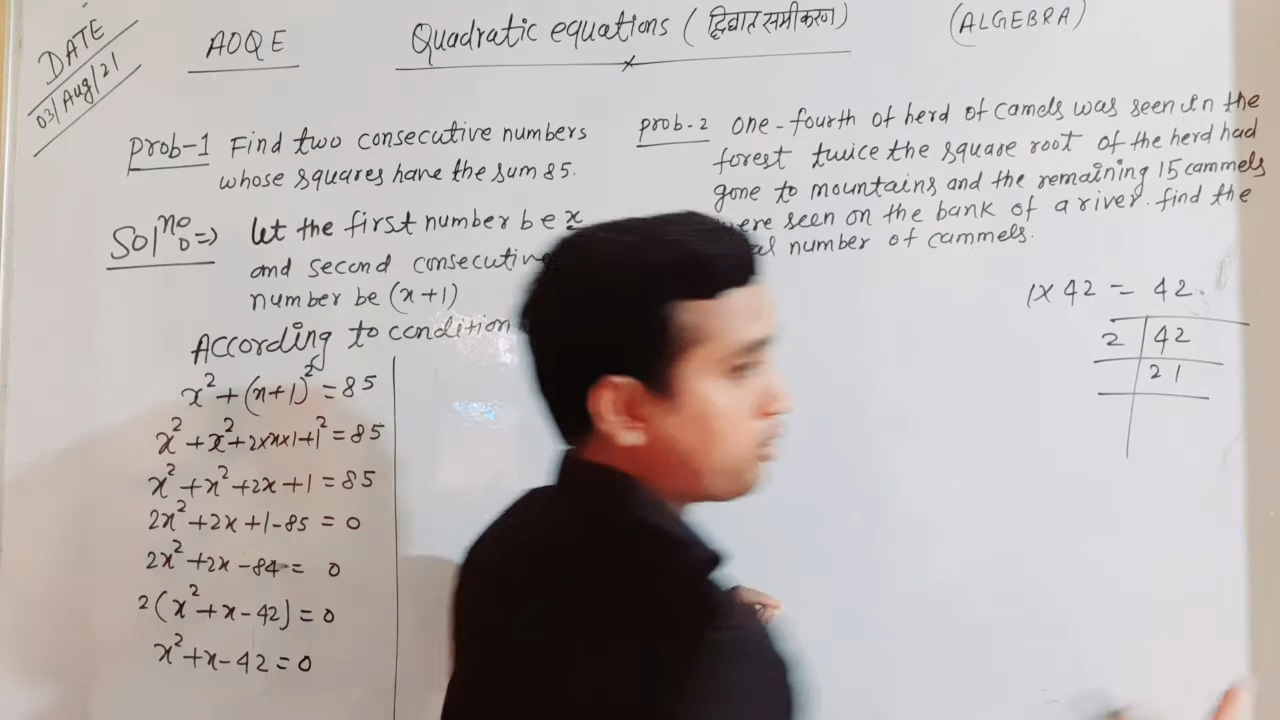 DATE
03/Aug/21
AOQE
Quadratic equations (द्विघात समीकरण)
(ALGEBRA)
Prob-1 Find two consecutive numbers
whose squares have the sum 85.
Solno => let the first number be x
and second consecutive
number be (x+1)
According to condition
x²+(x+1)²=85
x²+x²+2×x×1+1²=85
x²+x²+2x+1=85
2x²+2x+1-85=0
2x²+2x-84=0
2(x²+x-42)=0
x²+x-42=0
Prob-2 One-fourth of herd of camels was seen in the
forest twice the square root of the herd had
gone to mountains and the remaining 15 cammels
were seen on the bank of a river. find the
number of cammels.
1×42=42.
2 42
21